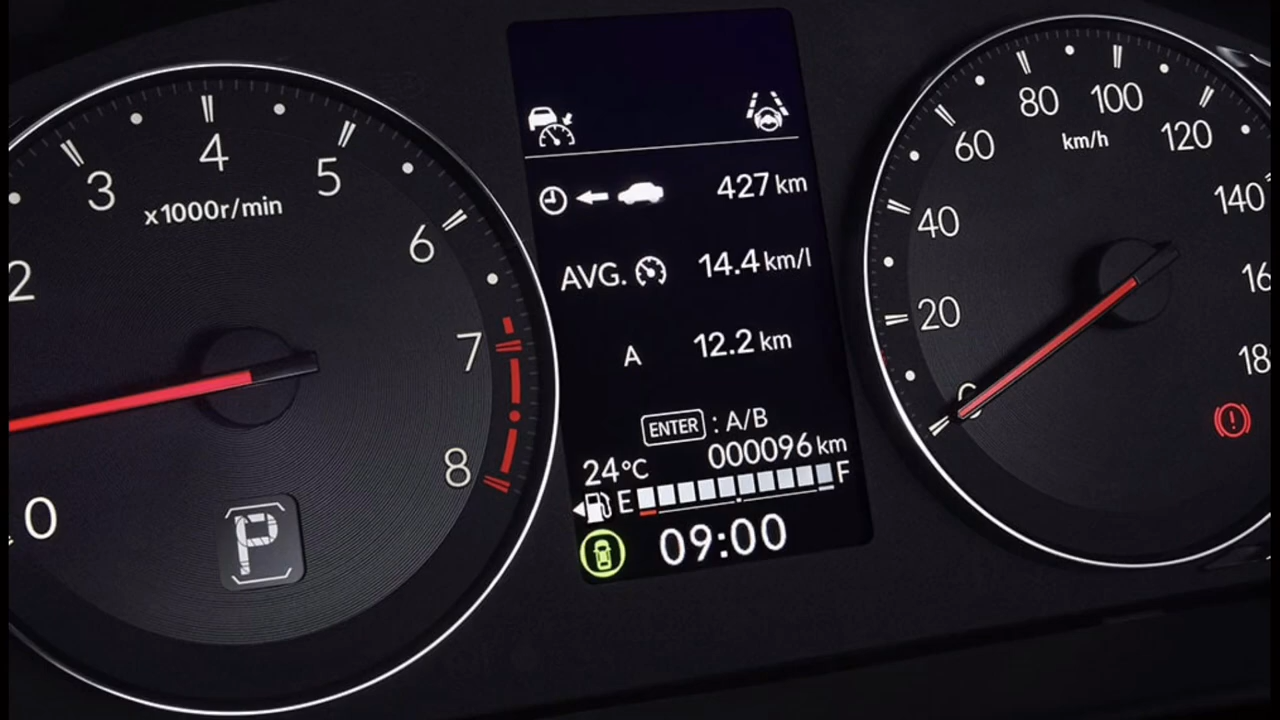 2
3
4
5
6
7
8
0
x1000r/min
P
427 km
AVG. 14.4 km/l
A 12.2 km
ENTER : A/B
000096 km
24°C
E F
09:00
20
40
60
80
100
120
140
km/h